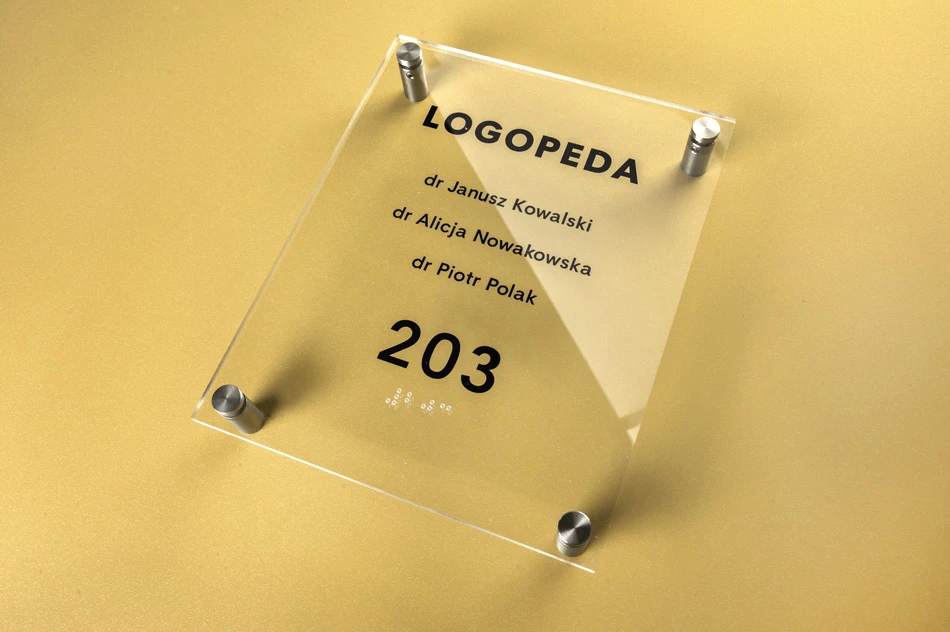 LOGOPEDA
dr Janusz Kowalski
dr Alicja Nowakowska
dr Piotr Polak
203